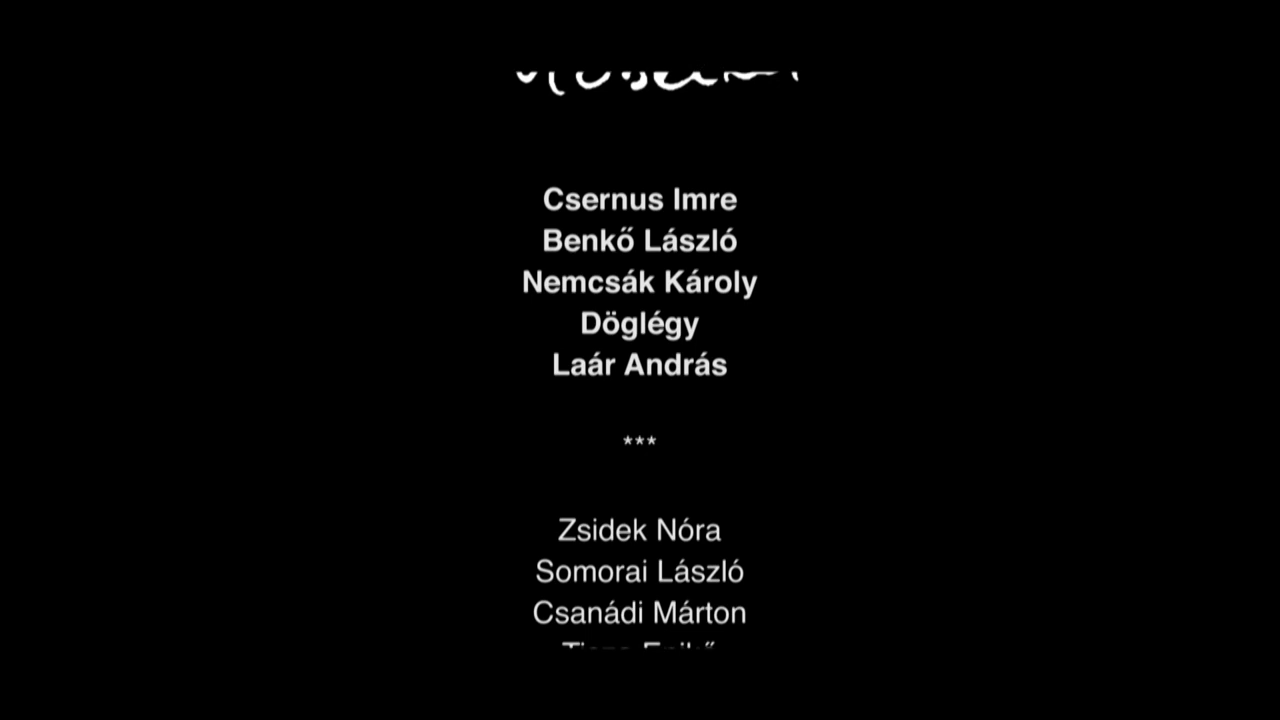 Csernus Imre
Benkő László
Nemcsák Károly
Döglégy
Laár András
***
Zsidek Nóra
Somorai László
Csanádi Márton